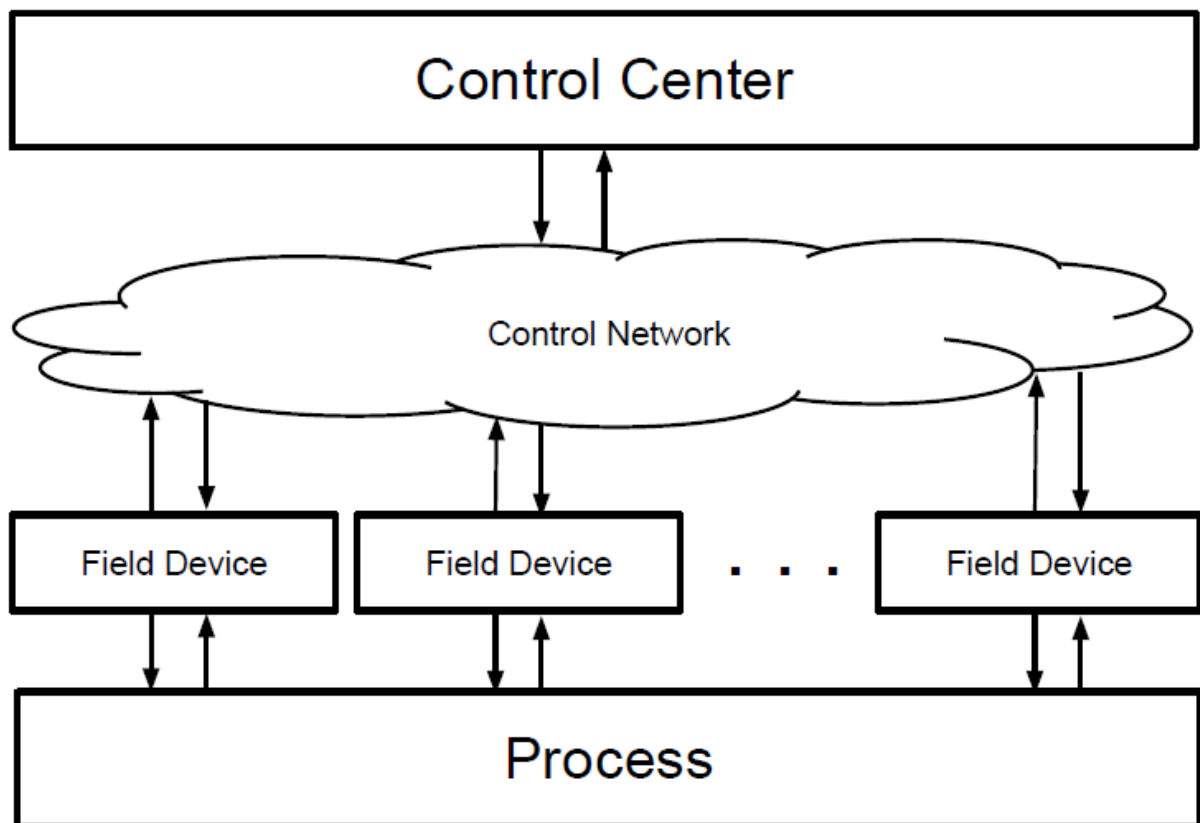 Control Center
Control Network
Field Device
Field Device
. . .
Field Device
Process